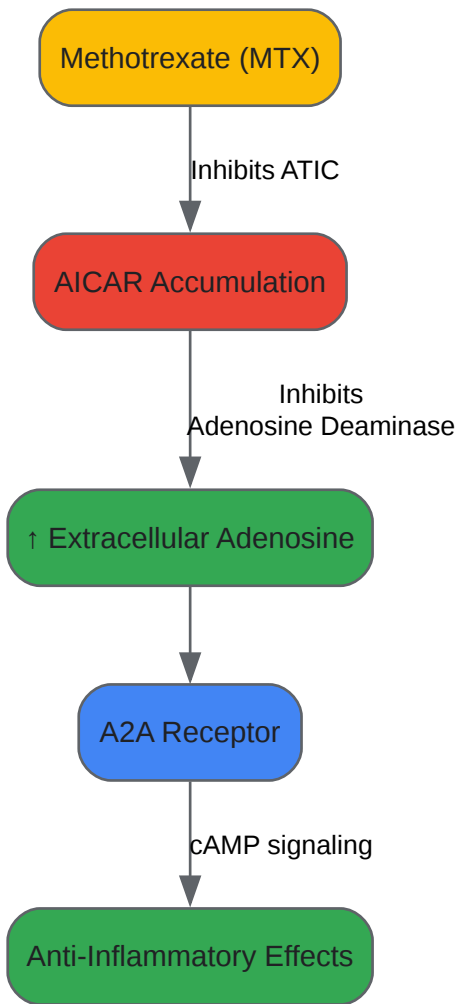 Methotrexate (MTX)
Inhibits ATIC
AICAR Accumulation
Inhibits
Adenosine Deaminase
↑ Extracellular Adenosine
A2A Receptor
cAMP signaling
Anti-Inflammatory Effects